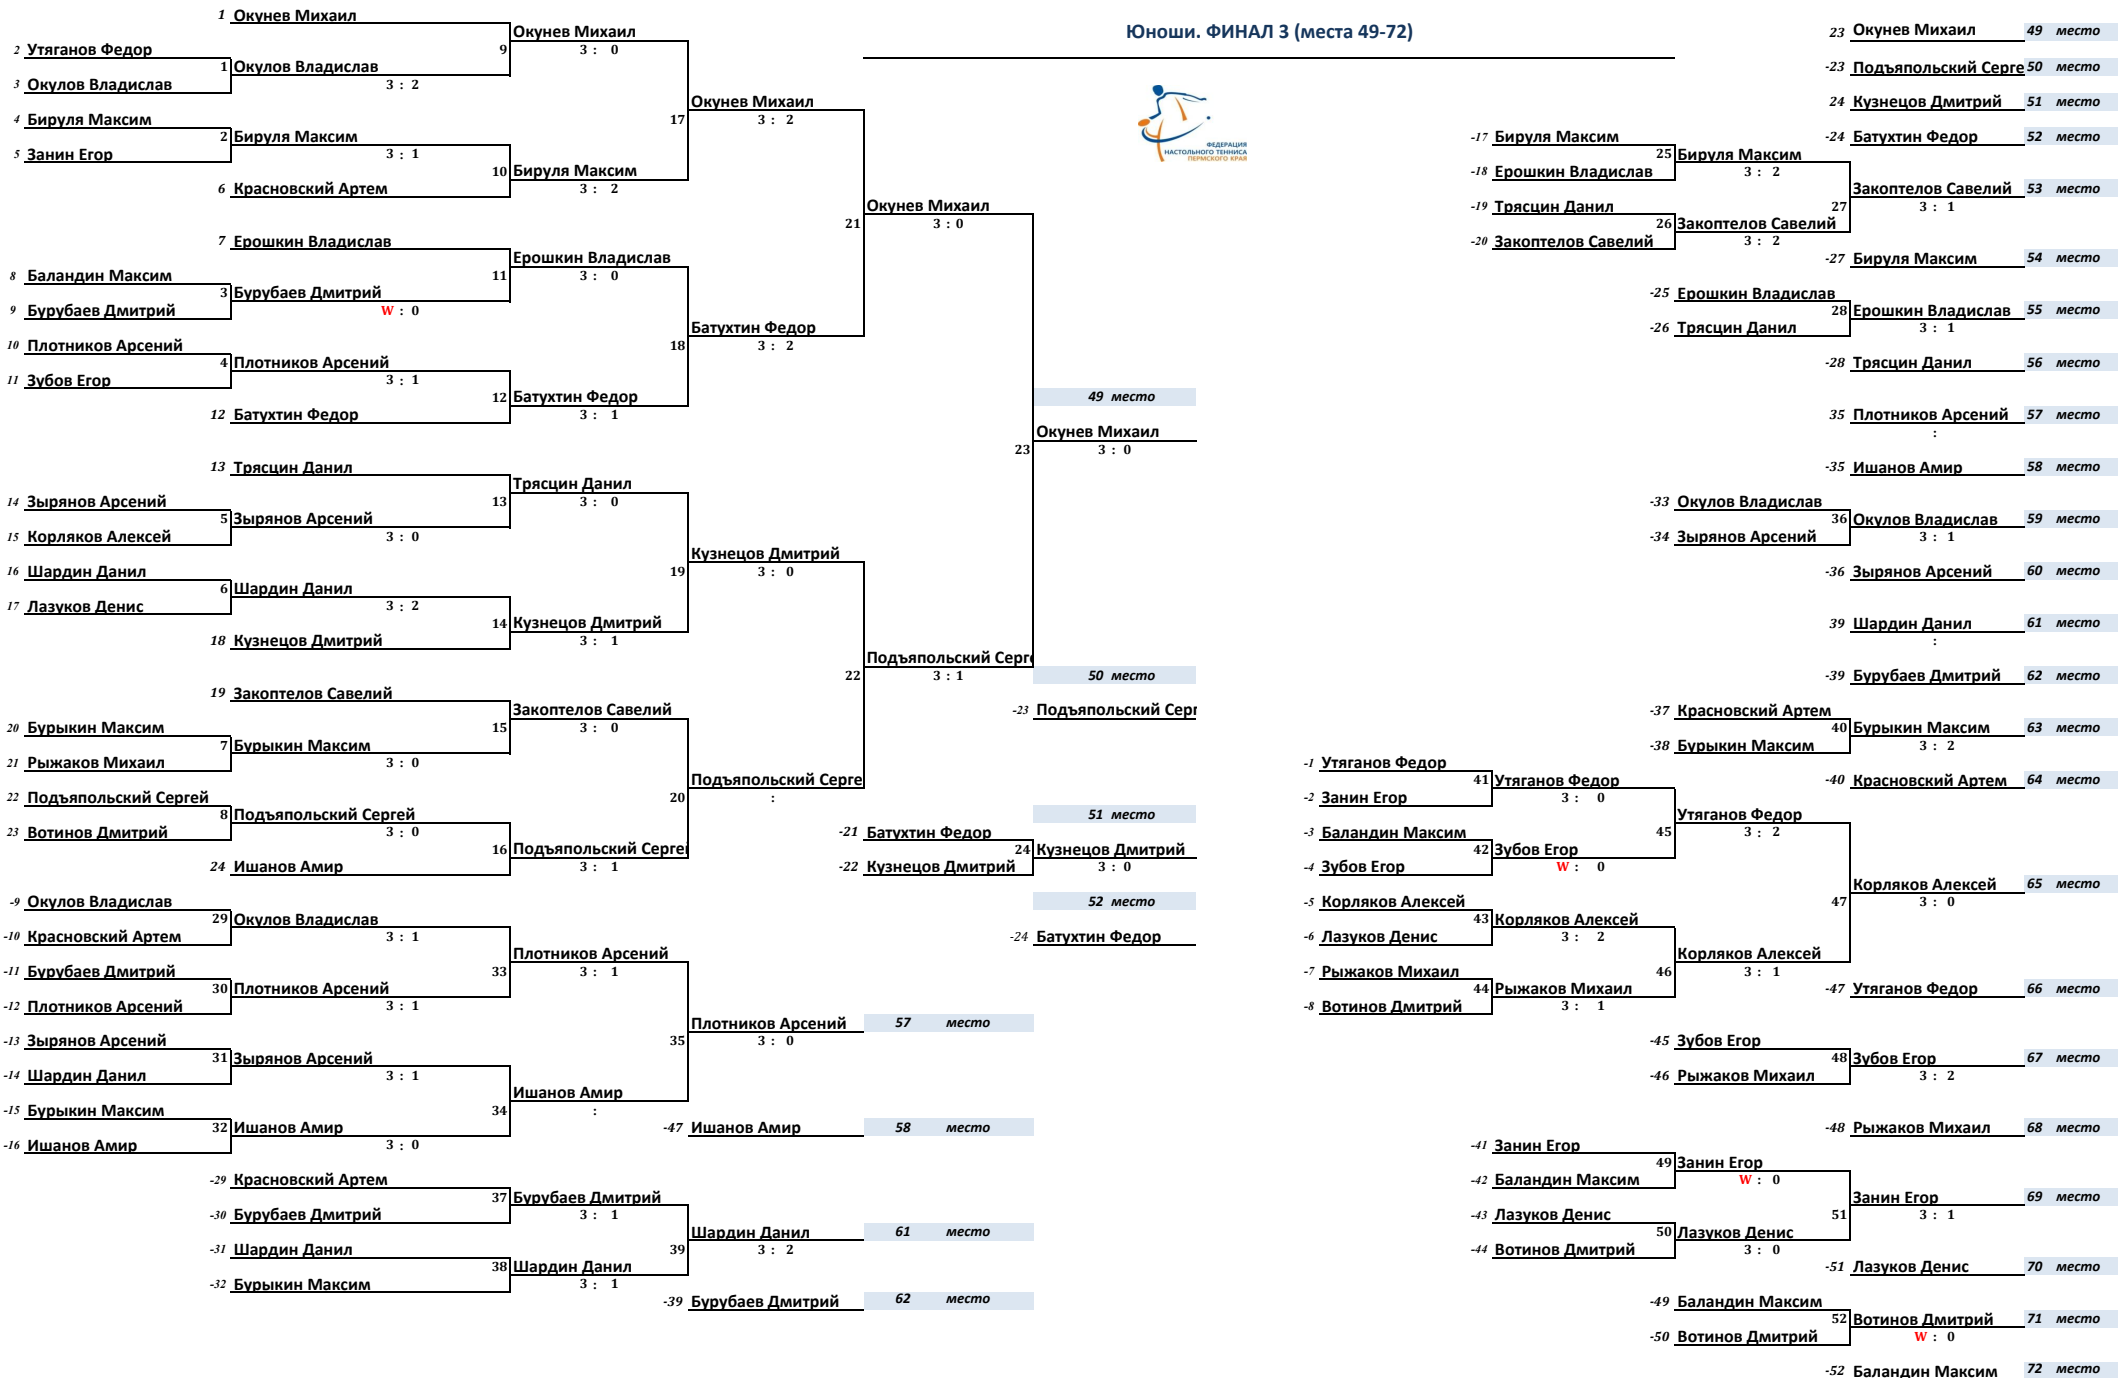 Юноши. ФИНАЛ 3 (места 49-72)
ФЕДЕРАЦИЯ
НАСТОЛЬНОГО ТЕННИСА
ПЕРМСКОГО КРАЯ
1 Окунев Михаил
2 Утяганов Федор
1 Окулов Владислав
3 : 2
3 Окулов Владислав
4 Бируля Максим
2 Бируля Максим
3 : 1
5 Занин Егор
6 Красновский Артем
7 Ерошкин Владислав
8 Баландин Максим
3 Бурубаев Дмитрий
W : 0
9 Бурубаев Дмитрий
10 Плотников Арсений
4 Плотников Арсений
3 : 1
11 Зубов Егор
12 Батухтин Федор
13 Трясцин Данил
14 Зырянов Арсений
5 Зырянов Арсений
3 : 0
15 Корляков Алексей
16 Шардин Данил
6 Шардин Данил
3 : 2
17 Лазуков Денис
18 Кузнецов Дмитрий
19 Закоптелов Савелий
20 Бурыкин Максим
7 Бурыкин Максим
3 : 0
21 Рыжаков Михаил
22 Подъяпольский Сергей
8 Подъяпольский Сергей
3 : 0
23 Вотинов Дмитрий
24 Ишанов Амир
9 Окунев Михаил
3 : 0
10 Бируля Максим
3 : 2
11 Ерошкин Владислав
3 : 0
12 Батухтин Федор
3 : 1
13 Трясцин Данил
3 : 0
14 Кузнецов Дмитрий
3 : 1
15 Закоптелов Савелий
3 : 0
16 Подъяпольский Сергей
3 : 1
17 Окунев Михаил
3 : 2
18 Батухтин Федор
3 : 2
19 Кузнецов Дмитрий
3 : 0
20 Подъяпольский Серге
:
21 Окунев Михаил
3 : 0
22 Подъяпольский Серге
3 : 1
49 место
23 Окунев Михаил
3 : 0
50 место
-23 Подъяпольский Серг
51 место
-21 Батухтин Федор
24 Кузнецов Дмитрий
3 : 0
-22 Кузнецов Дмитрий
52 место
-24 Батухтин Федор
-9 Окулов Владислав
29 Окулов Владислав
3 : 1
-10 Красновский Артем
-11 Бурубаев Дмитрий
30 Плотников Арсений
3 : 1
-12 Плотников Арсений
-13 Зырянов Арсений
31 Зырянов Арсений
3 : 1
-14 Шардин Данил
-15 Бурыкин Максим
32 Ишанов Амир
3 : 0
-16 Ишанов Амир
33 Плотников Арсений
3 : 1
34 Ишанов Амир
:
35 Плотников Арсений 57 место
3 : 0
-47 Ишанов Амир 58 место
-29 Красновский Артем
37 Бурубаев Дмитрий
3 : 1
-30 Бурубаев Дмитрий
-31 Шардин Данил
38 Шардин Данил
3 : 1
-32 Бурыкин Максим
39 Шардин Данил 61 место
3 : 2
-39 Бурубаев Дмитрий 62 место
23 Окунев Михаил 49 место
-23 Подъяпольский Серге 50 место
24 Кузнецов Дмитрий 51 место
-24 Батухтин Федор 52 место
-17 Бируля Максим
25 Бируля Максим
3 : 2
-18 Ерошкин Владислав
-19 Трясцин Данил
26 Закоптелов Савелий
3 : 2
-20 Закоптелов Савелий
27 Закоптелов Савелий 53 место
3 : 1
-27 Бируля Максим 54 место
-25 Ерошкин Владислав
28 Ерошкин Владислав 55 место
3 : 1
-26 Трясцин Данил
-28 Трясцин Данил 56 место
35 Плотников Арсений 57 место
:
-35 Ишанов Амир 58 место
-33 Окулов Владислав
36 Окулов Владислав 59 место
3 : 1
-34 Зырянов Арсений
-36 Зырянов Арсений 60 место
39 Шардин Данил 61 место
:
-39 Бурубаев Дмитрий 62 место
-37 Красновский Артем
40 Бурыкин Максим 63 место
3 : 2
-38 Бурыкин Максим
-40 Красновский Артем 64 место
-1 Утяганов Федор
41 Утяганов Федор
3 : 0
-2 Занин Егор
-3 Баландин Максим
42 Зубов Егор
W : 0
-4 Зубов Егор
-5 Корляков Алексей
43 Корляков Алексей
3 : 2
-6 Лазуков Денис
-7 Рыжаков Михаил
44 Рыжаков Михаил
3 : 1
-8 Вотинов Дмитрий
45 Утяганов Федор
3 : 2
46 Корляков Алексей
3 : 1
47 Корляков Алексей 65 место
3 : 0
-47 Утяганов Федор 66 место
-45 Зубов Егор
48 Зубов Егор 67 место
3 : 2
-46 Рыжаков Михаил
-48 Рыжаков Михаил 68 место
-41 Занин Егор
49 Занин Егор
W : 0
-42 Баландин Максим
-43 Лазуков Денис
50 Лазуков Денис
3 : 0
-44 Вотинов Дмитрий
51 Занин Егор 69 место
3 : 1
-51 Лазуков Денис 70 место
-49 Баландин Максим
52 Вотинов Дмитрий 71 место
W : 0
-50 Вотинов Дмитрий
-52 Баландин Максим 72 место